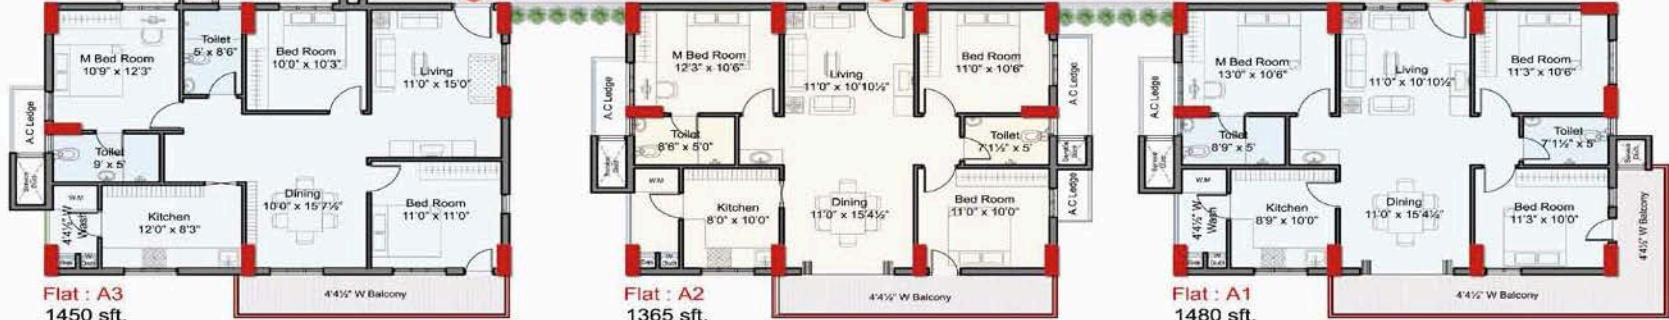 M Bed Room
10'9" x 12'3"
Toilet
5' x 8'6"
Bed Room
10'0" x 10'3"
Living
11'0" x 15'0"
A.C Ledge
Toilet
9' x 5'
W.M
4'4½" W
Wash
Kitchen
12'0" x 8'3"
Dining
10'0" x 15'7½"
Bed Room
11'0" x 11'0"
4'4½" W Balcony
Flat : A3
1450 sft.
M Bed Room
12'3" x 10'6"
Living
11'0" x 10'10½"
Bed Room
11'0" x 10'6"
A.C Ledge
A.C Ledge
Toilet
8'6" x 5'0"
Toilet
7'1½" x 5'
W.M
Kitchen
8'0" x 10'0"
Dining
11'0" x 15'4½"
Bed Room
11'0" x 10'0"
A.C Ledge
4'4½" W Balcony
Flat : A2
1365 sft.
M Bed Room
13'0" x 10'6"
Living
11'0" x 10'10½"
Bed Room
11'3" x 10'6"
A.C Ledge
Toilet
8'9" x 5'
Toilet
7'1½" x 5'
W.M
4'4½" W
Wash
Kitchen
8'9" x 10'0"
Dining
11'0" x 15'4½"
Bed Room
11'3" x 10'0"
4'4½" W Balcony
4'4½" W Balcony
Flat : A1
1480 sft.